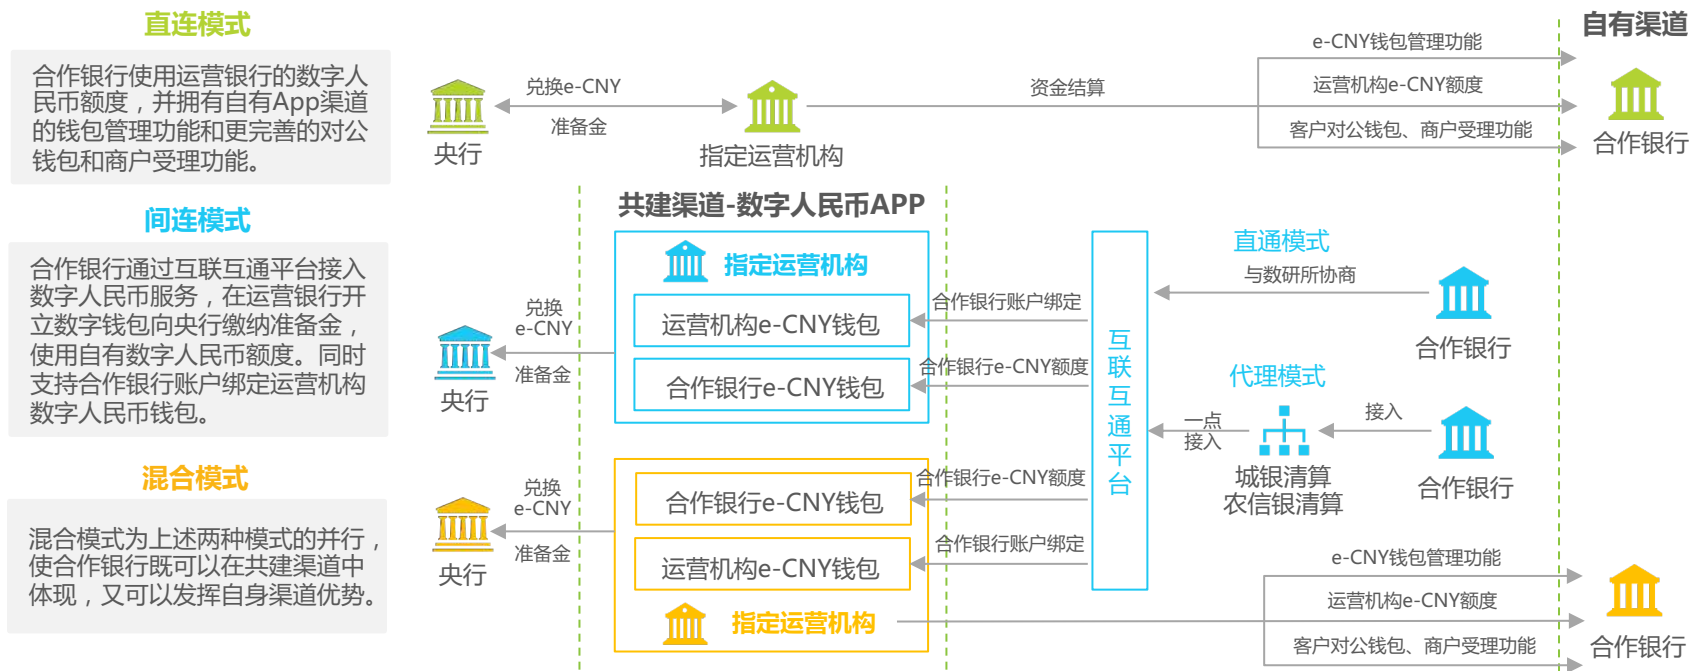 直连模式
合作银行使用运营银行的数字人
民币额度，并拥有自有App渠道
的钱包管理功能和更完善的对公
钱包和商户受理功能。
央行
兑换e-CNY
准备金
指定运营机构
资金结算
e-CNY钱包管理功能
运营机构e-CNY额度
客户对公钱包、商户受理功能
自有渠道
合作银行
间连模式
合作银行通过互联互通平台接入
数字人民币服务，在运营银行开
立数字钱包向央行缴纳准备金，
使用自有数字人民币额度。同时
支持合作银行账户绑定运营机构
数字人民币钱包。
央行
兑换
e-CNY
准备金
共建渠道-数字人民币APP
指定运营机构
运营机构e-CNY钱包
合作银行e-CNY钱包
合作银行账户绑定
合作银行e-CNY额度
互联互通平台
直通模式
与数研所协商
合作银行
代理模式
一点
接入
城银清算
农信银清算
接入
合作银行
混合模式
混合模式为上述两种模式的并行，
使合作银行既可以在共建渠道中
体现，又可以发挥自身渠道优势。
央行
兑换
e-CNY
准备金
合作银行e-CNY钱包
运营机构e-CNY钱包
指定运营机构
合作银行e-CNY额度
合作银行账户绑定
e-CNY钱包管理功能
运营机构e-CNY额度
客户对公钱包、商户受理功能
合作银行